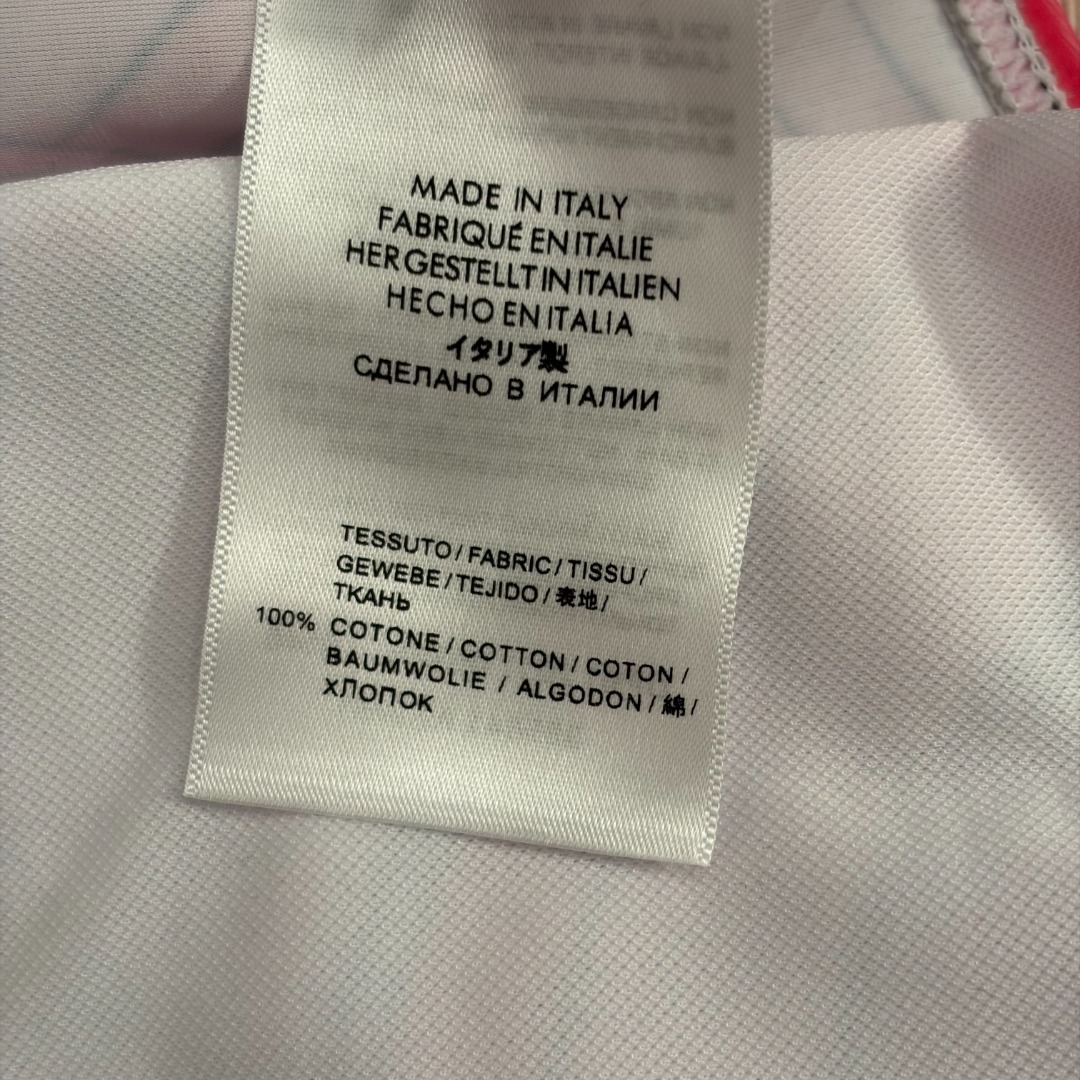 MADE IN ITALY
FABRIQUÉ EN ITALIE
HERGESTELLT IN ITALIEN
HECHO EN ITALIA
イタリア製
СДЕЛАНО В ИТАЛИИ
TESSUTO / FABRIC / TISSU /
GEWEBE / TEJIDO / 表地 /
ТКАНЬ
100% COTONE / COTTON / COTON /
BAUMWOLIE / ALGODON / 綿 /
ХЛОПОК